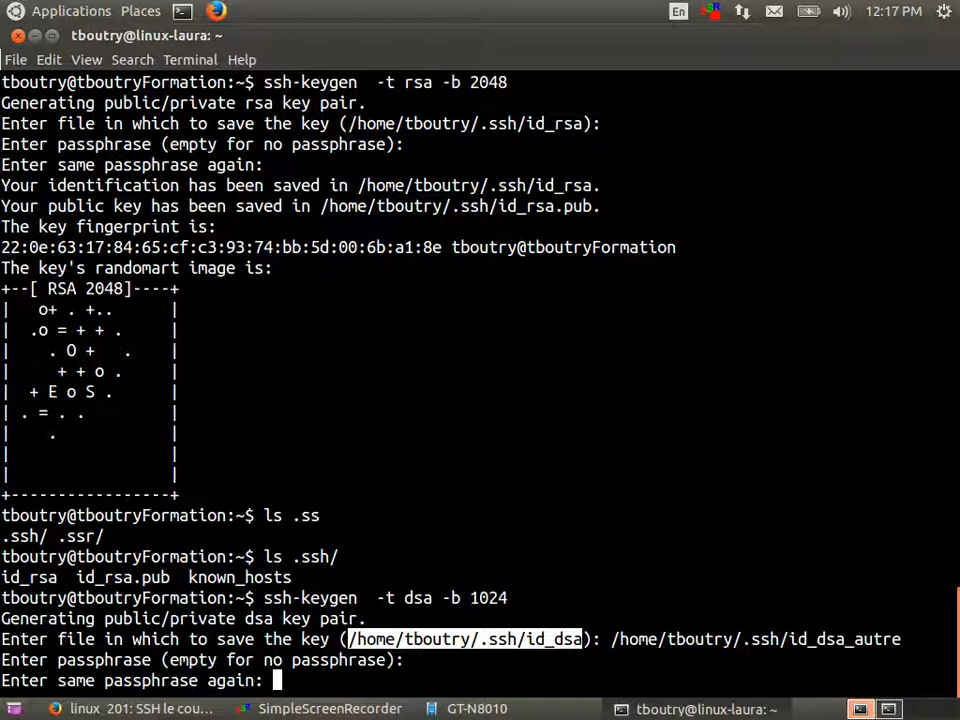 Applications Places En 12:17 PM
tboutry@linux-laura: ~
File Edit View Search Terminal Help
tboutry@tboutryFormation:~$ ssh-keygen  -t rsa -b 2048
Generating public/private rsa key pair.
Enter file in which to save the key (/home/tboutry/.ssh/id_rsa):
Enter passphrase (empty for no passphrase):
Enter same passphrase again:
Your identification has been saved in /home/tboutry/.ssh/id_rsa.
Your public key has been saved in /home/tboutry/.ssh/id_rsa.pub.
The key fingerprint is:
22:0e:63:17:84:65:cf:c3:93:74:bb:5d:00:6b:a1:8e tboutry@tboutryFormation
The key's randomart image is:
+--[ RSA 2048]----+
|   o+ . +..      |
|  .o = + + .     |
|    . O +   .    |
|     + + o .     |
|  + E o S .      |
| . = . .         |
|    .            |
|                 |
|                 |
+-----------------+
tboutry@tboutryFormation:~$ ls .ss
.ssh/ .ssr/
tboutry@tboutryFormation:~$ ls .ssh/
id_rsa  id_rsa.pub  known_hosts
tboutry@tboutryFormation:~$ ssh-keygen  -t dsa -b 1024
Generating public/private dsa key pair.
Enter file in which to save the key (/home/tboutry/.ssh/id_dsa): /home/tboutry/.ssh/id_dsa_autre
Enter passphrase (empty for no passphrase):
Enter same passphrase again:
linux_201: SSH le cou... SimpleScreenRecorder GT-N8010 tboutry@linux-laura: ~